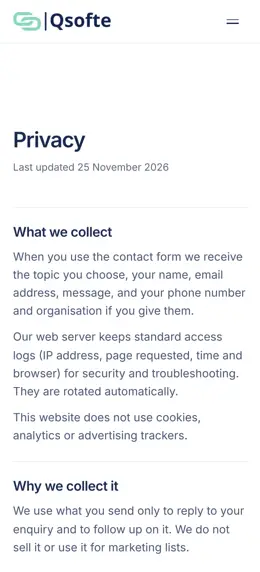 Qsofte
Privacy
Last updated 25 November 2026
What we collect
When you use the contact form we receive
the topic you choose, your name, email
address, message, and your phone number
and organisation if you give them.
Our web server keeps standard access
logs (IP address, page requested, time and
browser) for security and troubleshooting.
They are rotated automatically.
This website does not use cookies,
analytics or advertising trackers.
Why we collect it
We use what you send only to reply to your
enquiry and to follow up on it. We do not
sell it or use it for marketing lists.